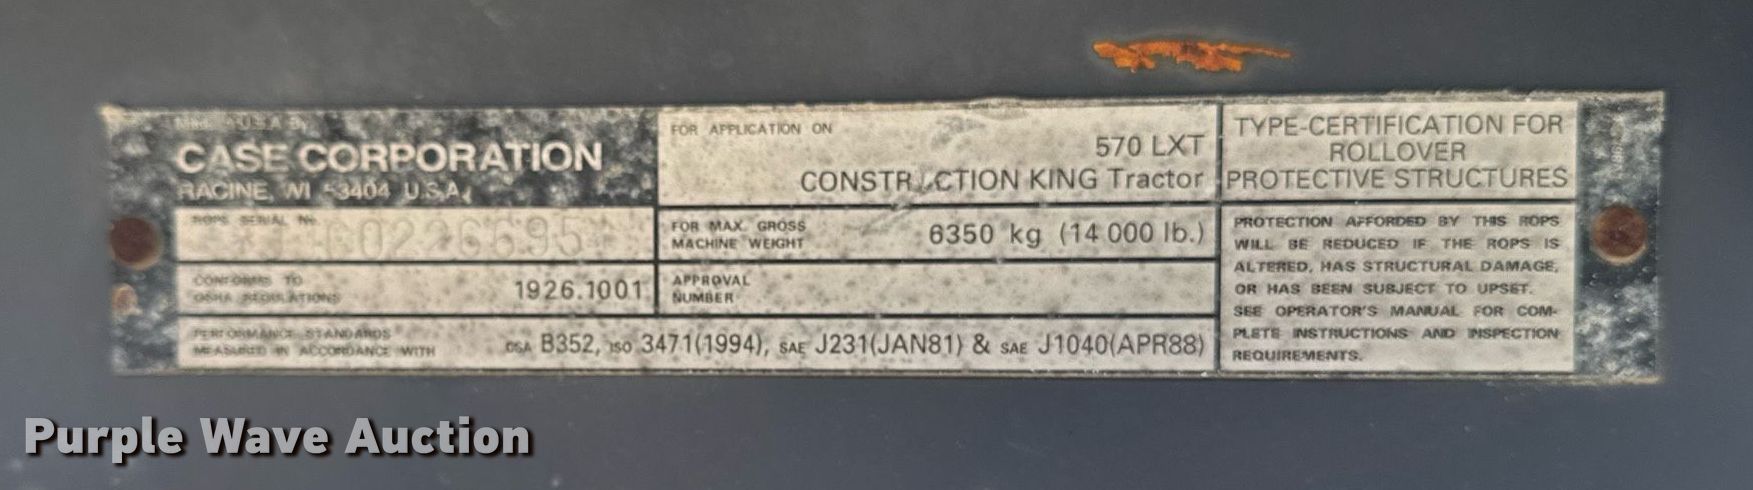 CASE CORPORATION
RACINE, WI 53404 U.S.A.
ROPS SERIAL No.
CONFORMS TO
OSHA REGULATIONS
1926.1001
PERFORMANCE STANDARDS
MEASURED IN ACCORDANCE WITH
CSA B352, ISO 3471(1994), SAE J231(JAN81) & SAE J1040(APR88)
FOR APPLICATION ON
570 LXT
CONSTRUCTION KING Tractor
FOR MAX. GROSS
MACHINE WEIGHT
6350 kg (14 000 lb.)
APPROVAL
NUMBER
TYPE-CERTIFICATION FOR
ROLLOVER
PROTECTIVE STRUCTURES
PROTECTION AFFORDED BY THIS ROPS
WILL BE REDUCED IF THE ROPS IS
ALTERED, HAS STRUCTURAL DAMAGE,
OR HAS BEEN SUBJECT TO UPSET.
SEE OPERATOR'S MANUAL FOR COM-
PLETE INSTRUCTIONS AND INSPECTION
REQUIREMENTS.
Purple Wave Auction